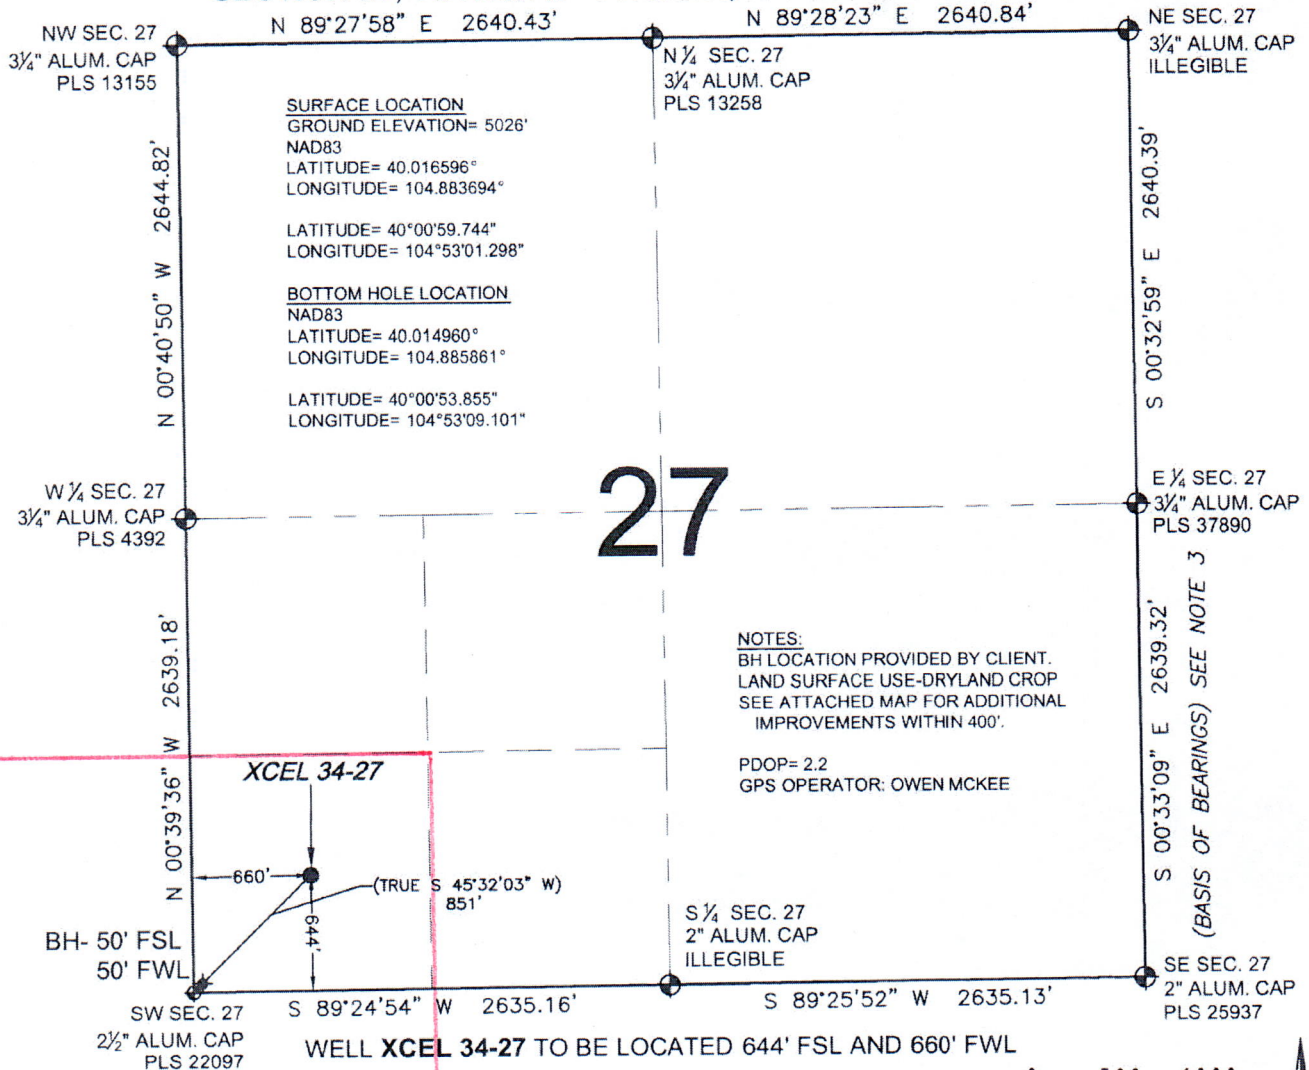 N 89°27'58" E 2640.43'
N 89°28'23" E 2640.84'
NW SEC. 27
3¼" ALUM. CAP
PLS 13155
N ¼ SEC. 27
3¼" ALUM. CAP
PLS 13258
NE SEC. 27
3¼" ALUM. CAP
ILLEGIBLE
SURFACE LOCATION
GROUND ELEVATION= 5026'
NAD83
LATITUDE= 40.016596°
LONGITUDE= 104.883694°
LATITUDE= 40°00'59.744"
LONGITUDE= 104°53'01.298"
BOTTOM HOLE LOCATION
NAD83
LATITUDE= 40.014960°
LONGITUDE= 104.885861°
LATITUDE= 40°00'53.855"
LONGITUDE= 104°53'09.101"
N 00°40'50" W 2644.82'
S 00°32'59" E 2640.39'
W ¼ SEC. 27
3¼" ALUM. CAP
PLS 4392
27
E ¼ SEC. 27
3¼" ALUM. CAP
PLS 37890
N 00°39'36" W 2639.18'
NOTES:
BH LOCATION PROVIDED BY CLIENT.
LAND SURFACE USE-DRYLAND CROP
SEE ATTACHED MAP FOR ADDITIONAL
IMPROVEMENTS WITHIN 400'.
PDOP= 2.2
GPS OPERATOR: OWEN MCKEE
S 00°33'09" E 2639.32'
(BASIS OF BEARINGS) SEE NOTE 3
XCEL 34-27
660'
(TRUE S 45°32'03" W)
851'
644'
BH- 50' FSL
50' FWL
S ¼ SEC. 27
2" ALUM. CAP
ILLEGIBLE
SE SEC. 27
2" ALUM. CAP
PLS 25937
SW SEC. 27
2½" ALUM. CAP
PLS 22097
S 89°24'54" W 2635.16'
S 89°25'52" W 2635.13'
WELL XCEL 34-27 TO BE LOCATED 644' FSL AND 660' FWL